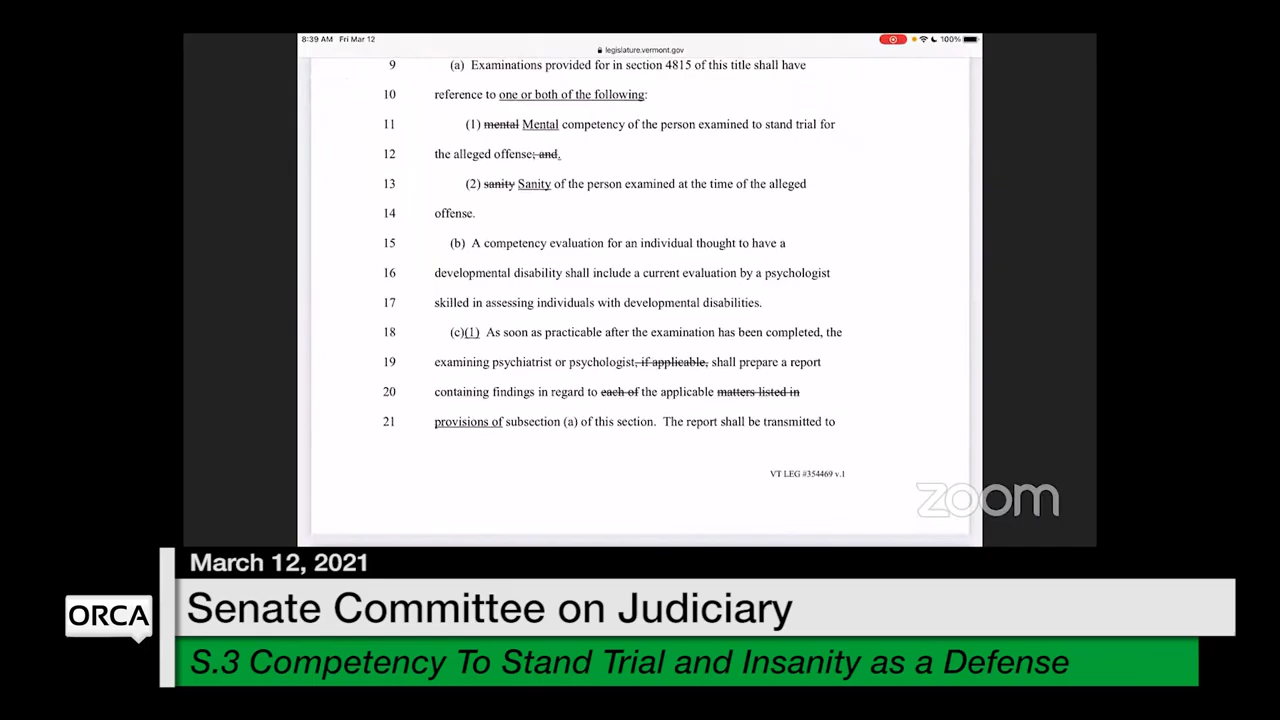 8:39 AM Fri Mar 12
100%
legislature.vermont.gov
9 (a) Examinations provided for in section 4815 of this title shall have
10 reference to one or both of the following:
11 (1) mental Mental competency of the person examined to stand trial for
12 the alleged offense; and.
13 (2) sanity Sanity of the person examined at the time of the alleged
14 offense.
15 (b) A competency evaluation for an individual thought to have a
16 developmental disability shall include a current evaluation by a psychologist
17 skilled in assessing individuals with developmental disabilities.
18 (c)(1) As soon as practicable after the examination has been completed, the
19 examining psychiatrist or psychologist, if applicable, shall prepare a report
20 containing findings in regard to each of the applicable matters listed in
21 provisions of subsection (a) of this section. The report shall be transmitted to
VT LEG #354469 v.1
zoom
March 12, 2021
ORCA
Senate Committee on Judiciary
S.3 Competency To Stand Trial and Insanity as a Defense